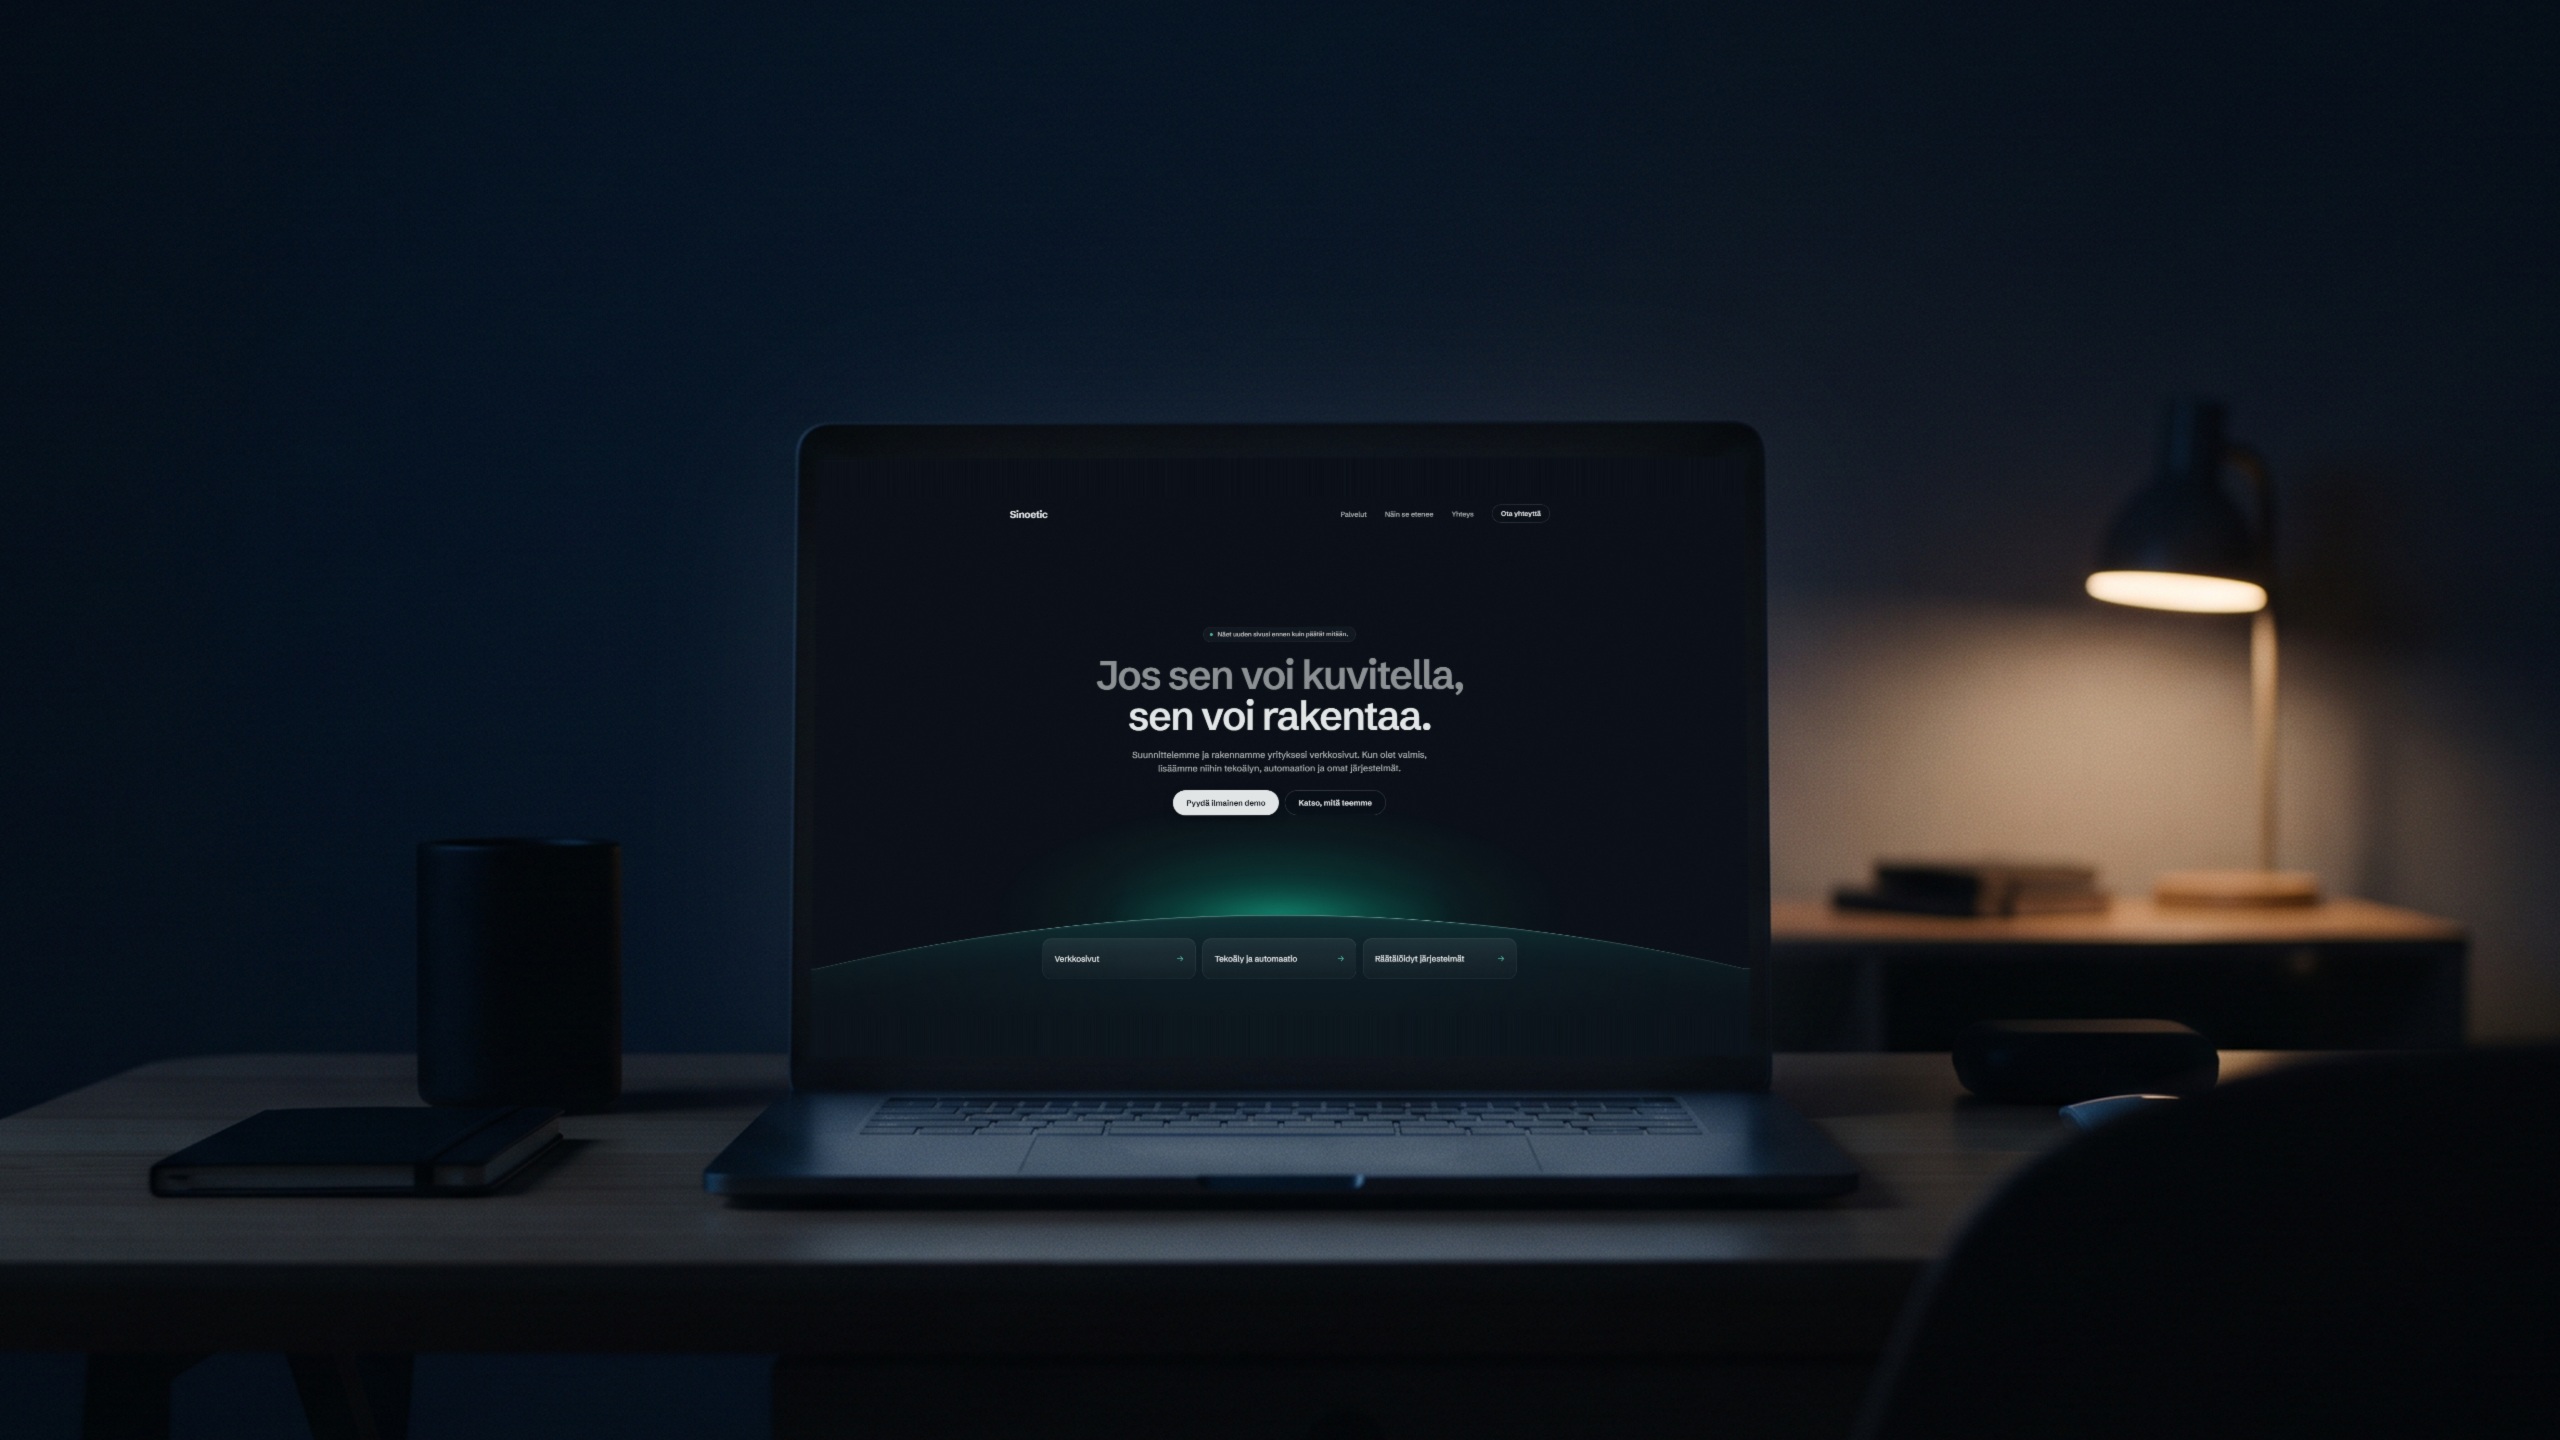 Sinoetic
Palvelut Näin se etenee Yhteys Ota yhteyttä
Näet uuden sivusi ennen kuin päätät mitään.
Jos sen voi kuvitella,
sen voi rakentaa.
Suunnittelemme ja rakennamme yrityksesi verkkosivut. Kun olet valmis,
lisäämme niihin tekoälyn, automaation ja omat järjestelmät.
Pyydä ilmainen demo Katso, mitä teemme
Verkkosivut → Tekoäly ja automaatio → Räätälöidyt järjestelmät →